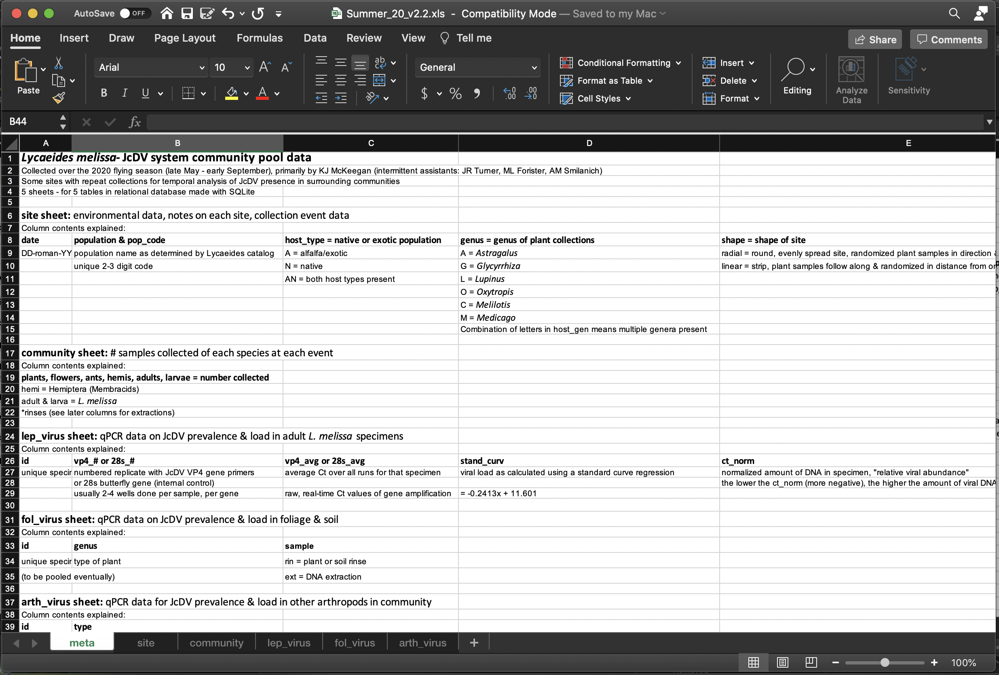 AutoSave OFF Summer_20_v2.2.xls - Compatibility Mode — Saved to my Mac
Home Insert Draw Page Layout Formulas Data Review View Tell me Share Comments
Paste Arial 10 General Conditional Formatting Format as Table Cell Styles Insert Delete Format Editing Analyze Data Sensitivity
B44 fx
A B C D E
1 Lycaeides melissa- JcDV system community pool data
2 Collected over the 2020 flying season (late May - early September), primarily by KJ McKeegan (intermittent assistants: JR Turner, ML Forister, AM Smilanich)
3 Some sites with repeat collections for temporal analysis of JcDV presence in surrounding communities
4 5 sheets - for 5 tables in relational database made with SQLite
5
6 site sheet: environmental data, notes on each site, collection event data
7 Column contents explained:
8 date population & pop_code host_type = native or exotic population genus = genus of plant collections shape = shape of site
9 DD-roman-YY population name as determined by Lycaeides catalog A = alfalfa/exotic A = Astragalus radial = round, evenly spread site, randomized plant samples in direction
10 unique 2-3 digit code N = native G = Glycyrrhiza linear = strip, plant samples follow along & randomized in distance from
11 AN = both host types present L = Lupinus
12 O = Oxytropis
13 C = Melilotis
14 M = Medicago
15 Combination of letters in host_gen means multiple genera present
16
17 community sheet: # samples collected of each species at each event
18 Column contents explained:
19 plants, flowers, ants, hemis, adults, larvae = number collected
20 hemi = Hemiptera (Membracids)
21 adult & larva = L. melissa
22 *rinses (see later columns for extractions)
23
24 lep_virus sheet: qPCR data on JcDV prevalence & load in adult L. melissa specimens
25 Column contents explained:
26 id vp4_# or 28s_# vp4_avg or 28s_avg stand_curv ct_norm
27 unique specir numbered replicate with JcDV VP4 gene primers average Ct over all runs for that specimen viral load as calculated using a standard curve regression normalized amount of DNA in specimen, "relative viral abundance"
28 or 28s butterfly gene (internal control) the lower the ct_norm (more negative), the higher the amount of viral DNA
29 usually 2-4 wells done per sample, per gene raw, real-time Ct values of gene amplification = -0.2413x + 11.601
30
31 fol_virus sheet: qPCR data on JcDV prevalence & load in foliage & soil
32 Column contents explained:
33 id genus sample
34 unique specir type of plant rin = plant or soil rinse
35 (to be pooled eventually) ext = DNA extraction
36
37 arth_virus sheet: qPCR data for JcDV prevalence & load in other arthropods in community
38 Column contents explained:
39 id type
meta site community lep_virus fol_virus arth_virus +
100%